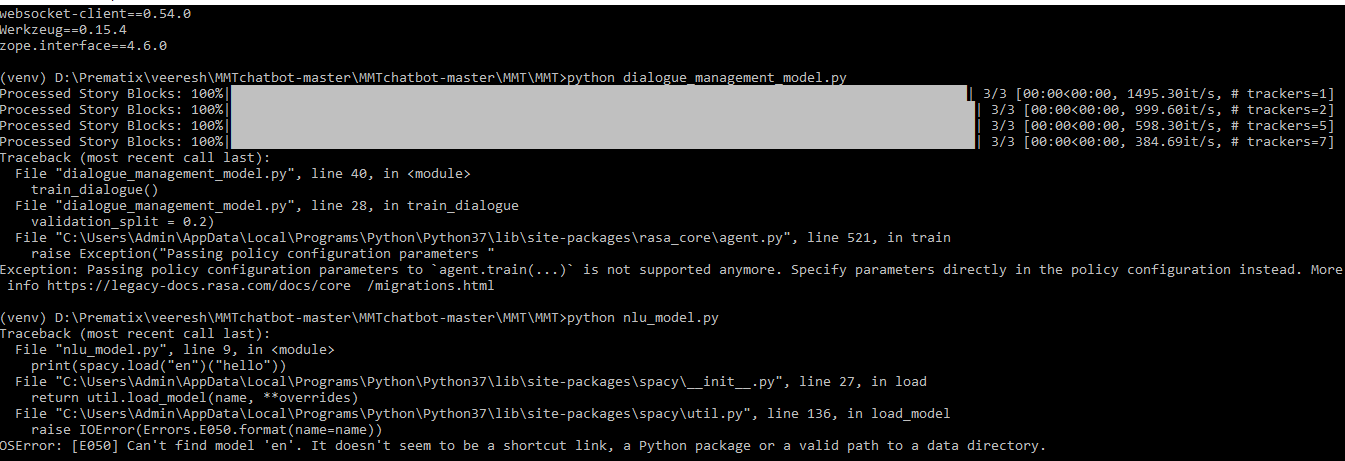 websocket-client==0.54.0
Werkzeug==0.15.4
zope.interface==4.6.0
(venv) D:\Prematix\veeresh\MMTchatbot-master\MMTchatbot-master\MMT\MMT>python dialogue_management_model.py
Processed Story Blocks: 100%|| 3/3 [00:00<00:00, 1495.30it/s, # trackers=1]
Processed Story Blocks: 100%|| 3/3 [00:00<00:00, 999.60it/s, # trackers=2]
Processed Story Blocks: 100%|| 3/3 [00:00<00:00, 598.30it/s, # trackers=5]
Processed Story Blocks: 100%|| 3/3 [00:00<00:00, 384.69it/s, # trackers=7]
Traceback (most recent call last):
  File "dialogue_management_model.py", line 40, in <module>
    train_dialogue()
  File "dialogue_management_model.py", line 28, in train_dialogue
    validation_split = 0.2)
  File "C:\Users\Admin\AppData\Local\Programs\Python\Python37\lib\site-packages\rasa_core\agent.py", line 521, in train
    raise Exception("Passing policy configuration parameters "
Exception: Passing policy configuration parameters to `agent.train(...)` is not supported anymore. Specify parameters directly in the policy configuration instead. More
 info https://legacy-docs.rasa.com/docs/core  /migrations.html
(venv) D:\Prematix\veeresh\MMTchatbot-master\MMTchatbot-master\MMT\MMT>python nlu_model.py
Traceback (most recent call last):
  File "nlu_model.py", line 9, in <module>
    print(spacy.load("en")("hello"))
  File "C:\Users\Admin\AppData\Local\Programs\Python\Python37\lib\site-packages\spacy\__init__.py", line 27, in load
    return util.load_model(name, **overrides)
  File "C:\Users\Admin\AppData\Local\Programs\Python\Python37\lib\site-packages\spacy\util.py", line 136, in load_model
    raise IOError(Errors.E050.format(name=name))
OSError: [E050] Can't find model 'en'. It doesn't seem to be a shortcut link, a Python package or a valid path to a data directory.